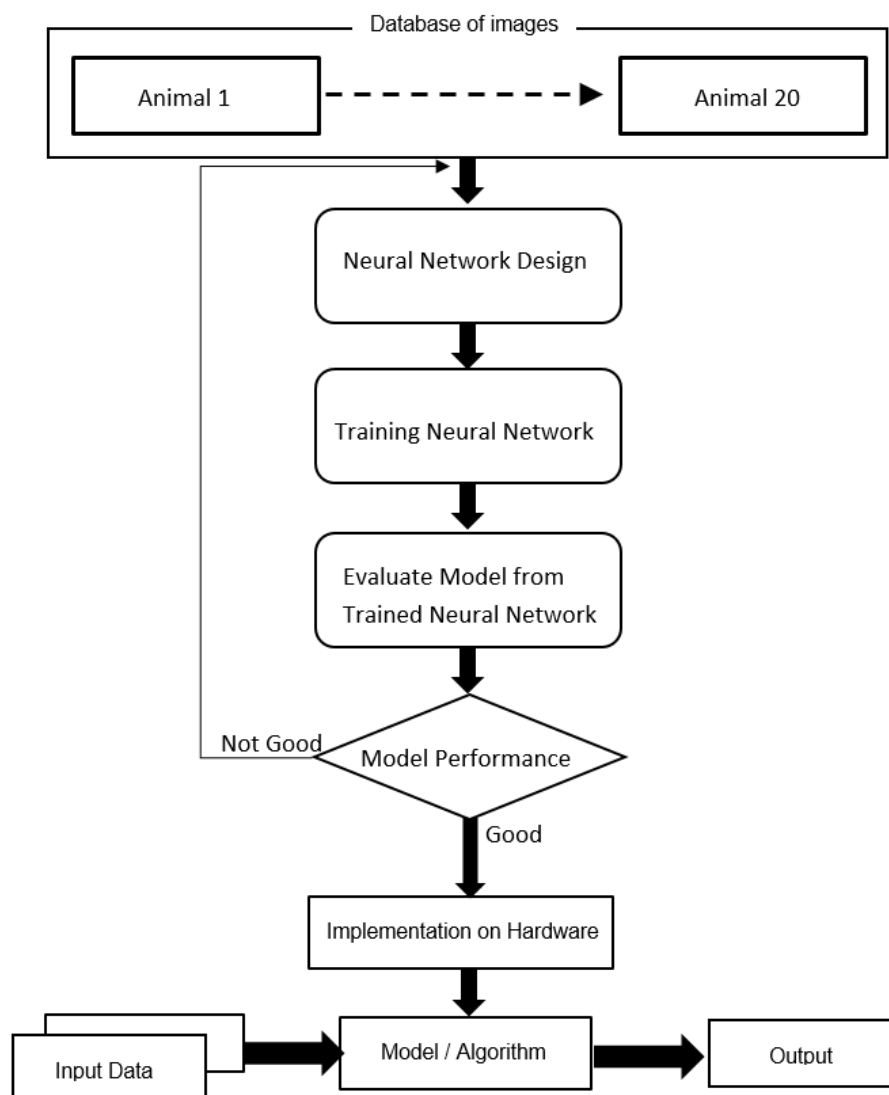 Database of images
Animal 1
Animal 20
Neural Network Design
Training Neural Network
Evaluate Model from
Trained Neural Network
Not Good
Model Performance
Good
Implementation on Hardware
Input Data
Model / Algorithm
Output